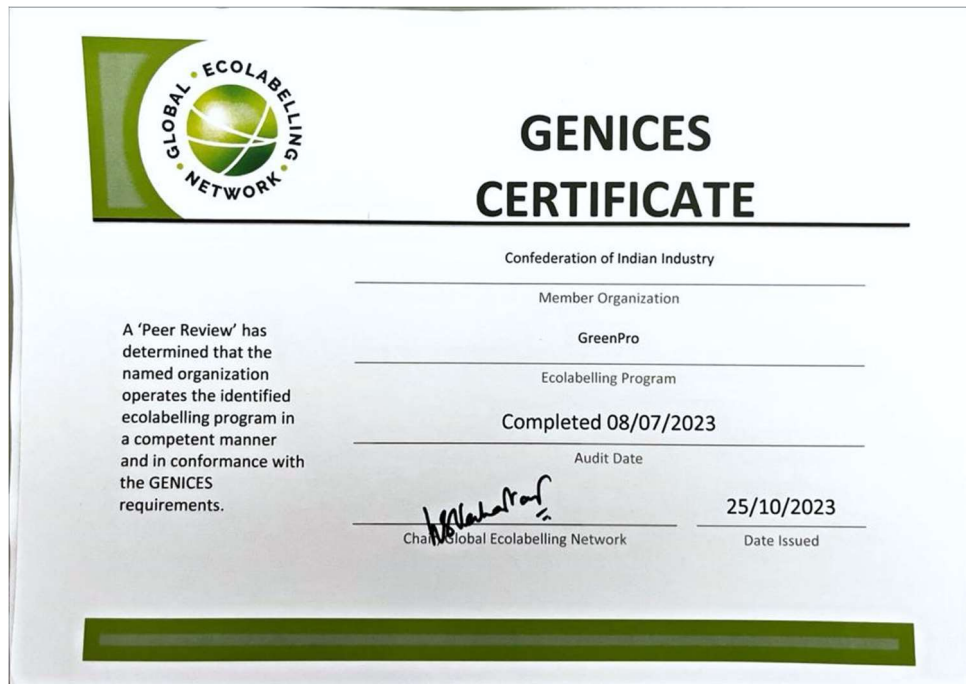 GLOBAL ECOLABELLING NETWORK
GENICES
CERTIFICATE
Confederation of Indian Industry
Member Organization
A ‘Peer Review’ has
determined that the
named organization
operates the identified
ecolabelling program in
a competent manner
and in conformance with
the GENICES
requirements.
GreenPro
Ecolabelling Program
Completed 08/07/2023
Audit Date
Global Ecolabelling Network
25/10/2023
Date Issued